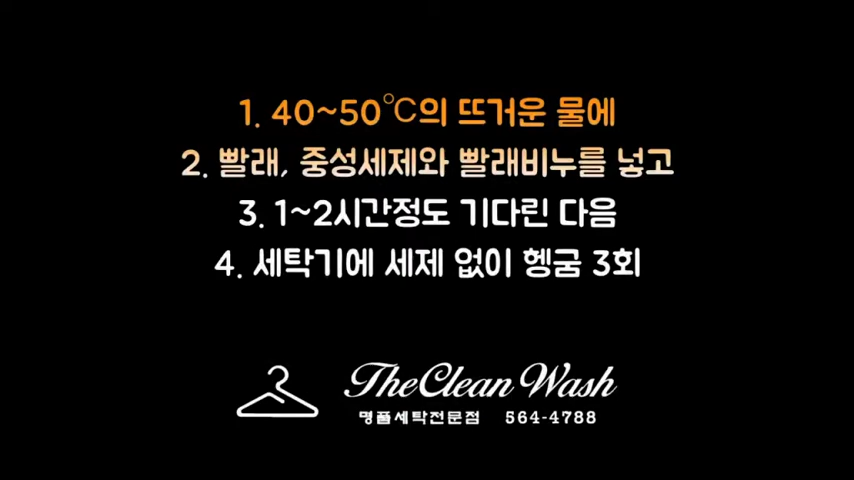 1. 40~50℃의 뜨거운 물에
2. 빨래, 중성세제와 빨래비누를 넣고
3. 1~2시간정도 기다린 다음
4. 세탁기에 세제 없이 헹굼 3회
The Clean Wash
명품세탁전문점 564-4788